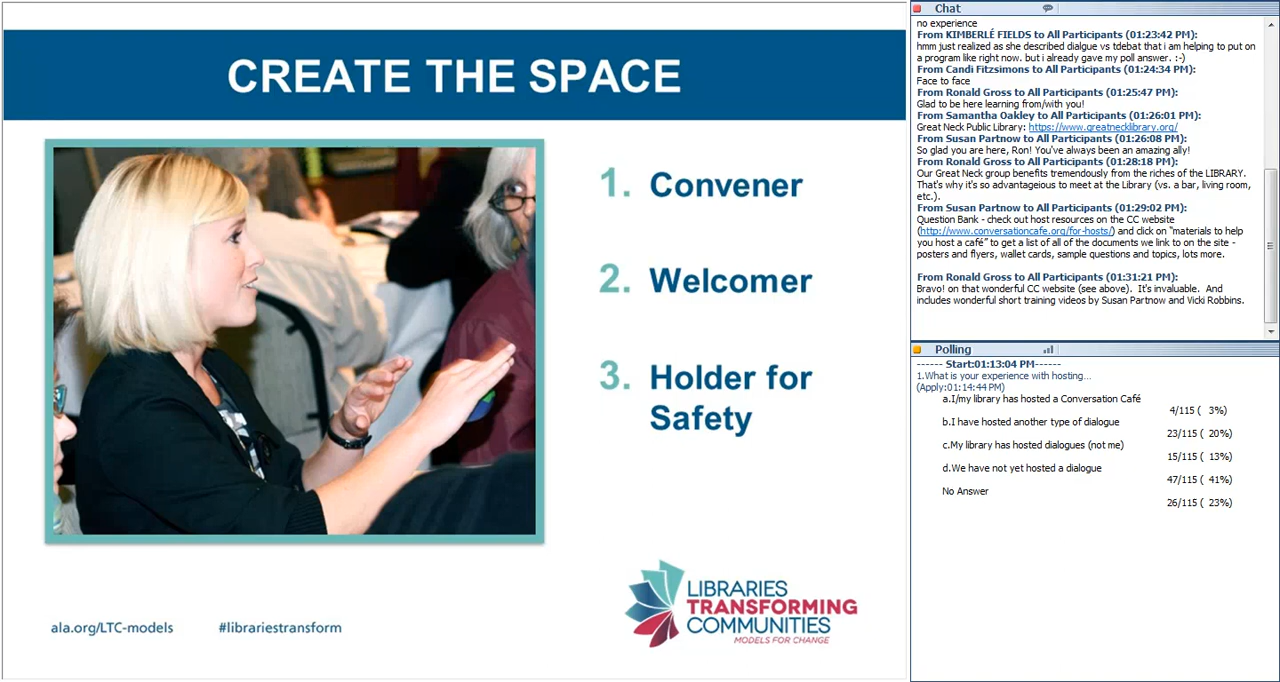 CREATE THE SPACE
1. Convener
2. Welcomer
3. Holder for
Safety
LIBRARIES
TRANSFORMING
COMMUNITIES
MODELS FOR CHANGE
ala.org/LTC-models
#librariestransform
Chat
no experience
From KIMBERLÉ FIELDS to All Participants (01:23:42 PM):
hmm just realized as she described dialgue vs tdebat that i am helping to put on
a program like right now. but i already gave my poll answer. :-)
From Candi Fitzsimons to All Participants (01:24:34 PM):
Face to face
From Ronald Gross to All Participants (01:25:47 PM):
Glad to be here learning from/with you!
From Samantha Oakley to All Participants (01:26:01 PM):
Great Neck Public Library: https://www.greatnecklibrary.org/
From Susan Partnow to All Participants (01:26:08 PM):
So glad you are here, Ron! You've always been an amazing ally!
From Ronald Gross to All Participants (01:28:18 PM):
Our Great Neck group benefits tremendously from the riches of the LIBRARY.
That's why it's so advantageious to meet at the Library (vs. a bar, living room,
etc.).
From Susan Partnow to All Participants (01:29:02 PM):
Question Bank - check out host resources on the CC website
(http://www.conversationcafe.org/for-hosts/) and click on "materials to help
you host a café" to get a list of all of the documents we link to on the site -
posters and flyers, wallet cards, sample questions and topics, lots more.
From Ronald Gross to All Participants (01:31:21 PM):
Bravo! on that wonderful CC website (see above). It's invaluable. And
includes wonderful short training videos by Susan Partnow and Vicki Robbins.
Polling
------ Start:01:13:04 PM------
1.What is your experience with hosting...
(Apply:01:14:44 PM)
a.I/my library has hosted a Conversation Café
4/115 ( 3%)
b.I have hosted another type of dialogue
23/115 ( 20%)
c.My library has hosted dialogues (not me)
15/115 ( 13%)
d.We have not yet hosted a dialogue
47/115 ( 41%)
No Answer
26/115 ( 23%)